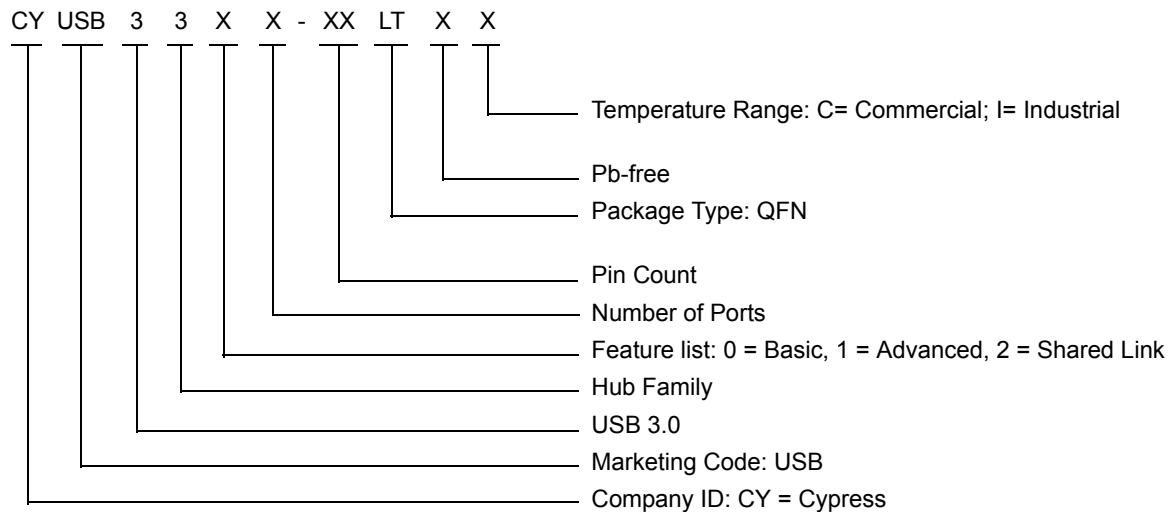 CY USB 3 3 X X - XX LT X X
Temperature Range: C= Commercial; I= Industrial
Pb-free
Package Type: QFN
Pin Count
Number of Ports
Feature list: 0 = Basic, 1 = Advanced, 2 = Shared Link
Hub Family
USB 3.0
Marketing Code: USB
Company ID: CY = Cypress